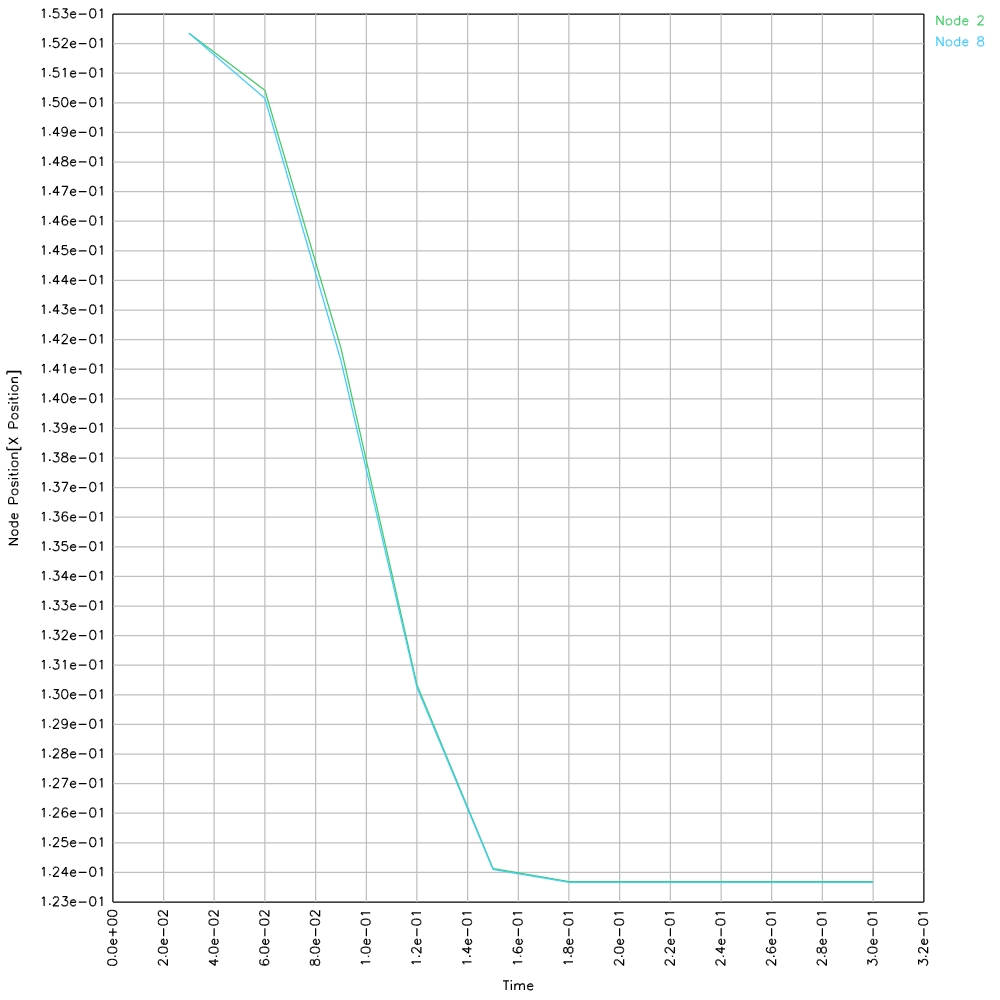 Node 2
Node 8
1.53e-01
1.52e-01
1.51e-01
1.50e-01
1.49e-01
1.48e-01
1.47e-01
1.46e-01
1.45e-01
1.44e-01
1.43e-01
1.42e-01
1.41e-01
1.40e-01
1.39e-01
1.38e-01
1.37e-01
1.36e-01
1.35e-01
1.34e-01
1.33e-01
1.32e-01
1.31e-01
1.30e-01
1.29e-01
1.28e-01
1.27e-01
1.26e-01
1.25e-01
1.24e-01
1.23e-01
Node Position[X Position]
0.0e+00
2.0e-02
4.0e-02
6.0e-02
8.0e-02
1.0e-01
1.2e-01
1.4e-01
1.6e-01
1.8e-01
2.0e-01
2.2e-01
2.4e-01
2.6e-01
2.8e-01
3.0e-01
3.2e-01
Time